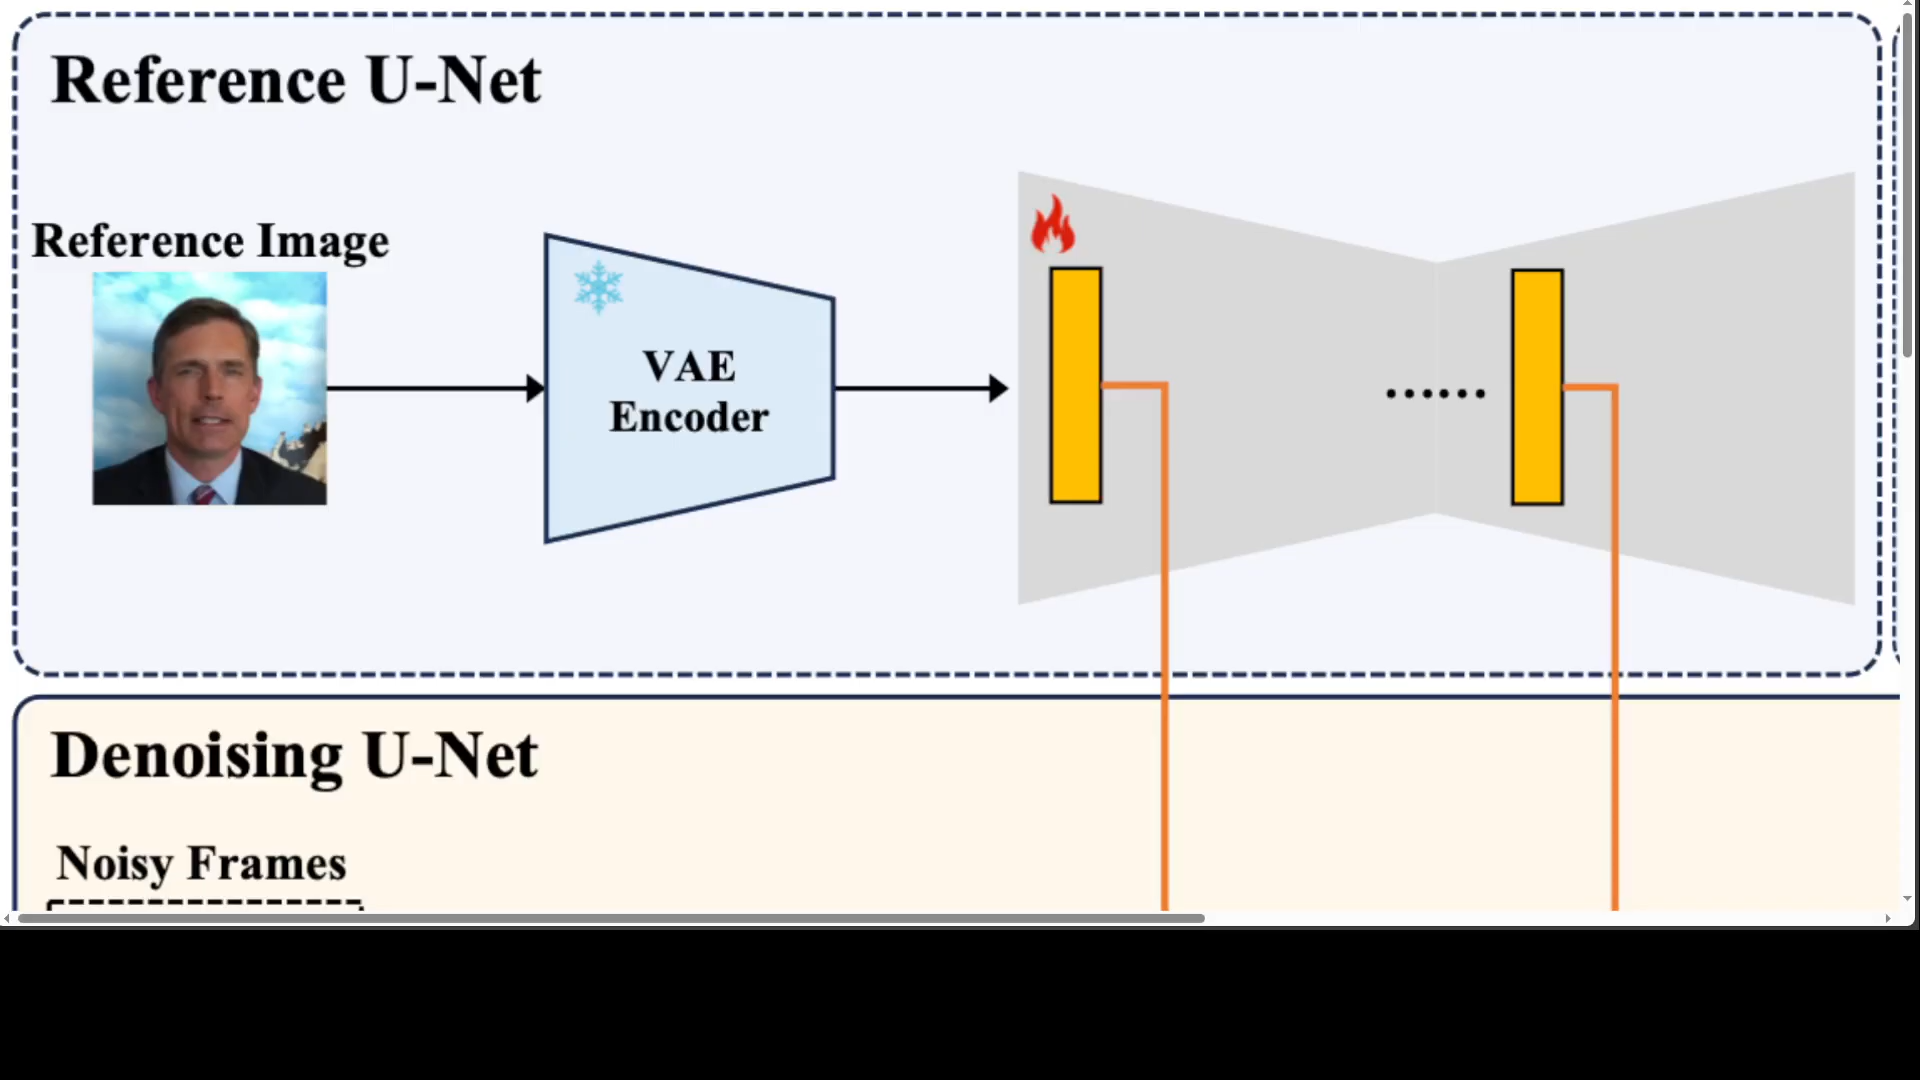 Reference U-Net
Reference Image
VAE
Encoder
Denoising U-Net
Noisy Frames